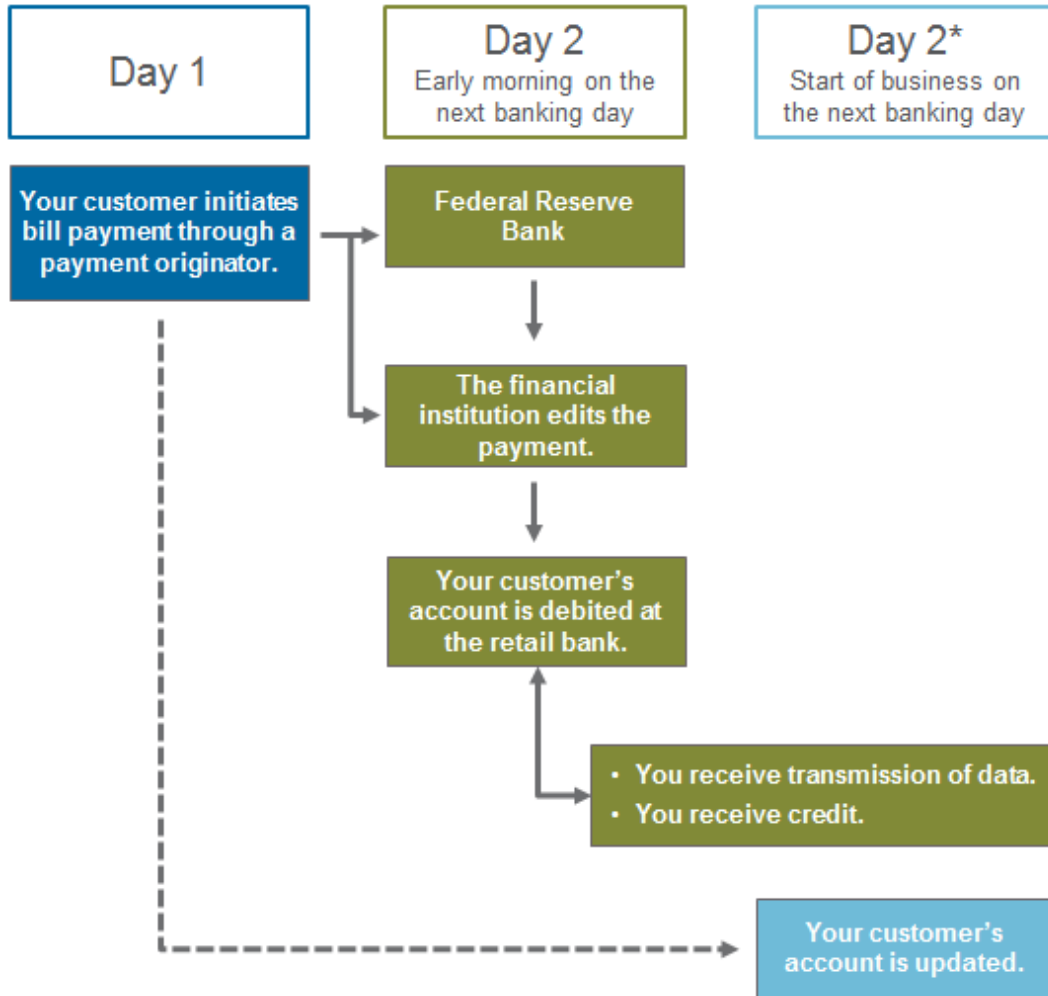 Day 1
Day 2
Early morning on the
next banking day
Day 2*
Start of business on
the next banking day
Your customer initiates
bill payment through a
payment originator.
Federal Reserve
Bank
The financial
institution edits the
payment.
Your customer’s
account is debited at
the retail bank.
• You receive transmission of data.
• You receive credit.
Your customer’s
account is updated.